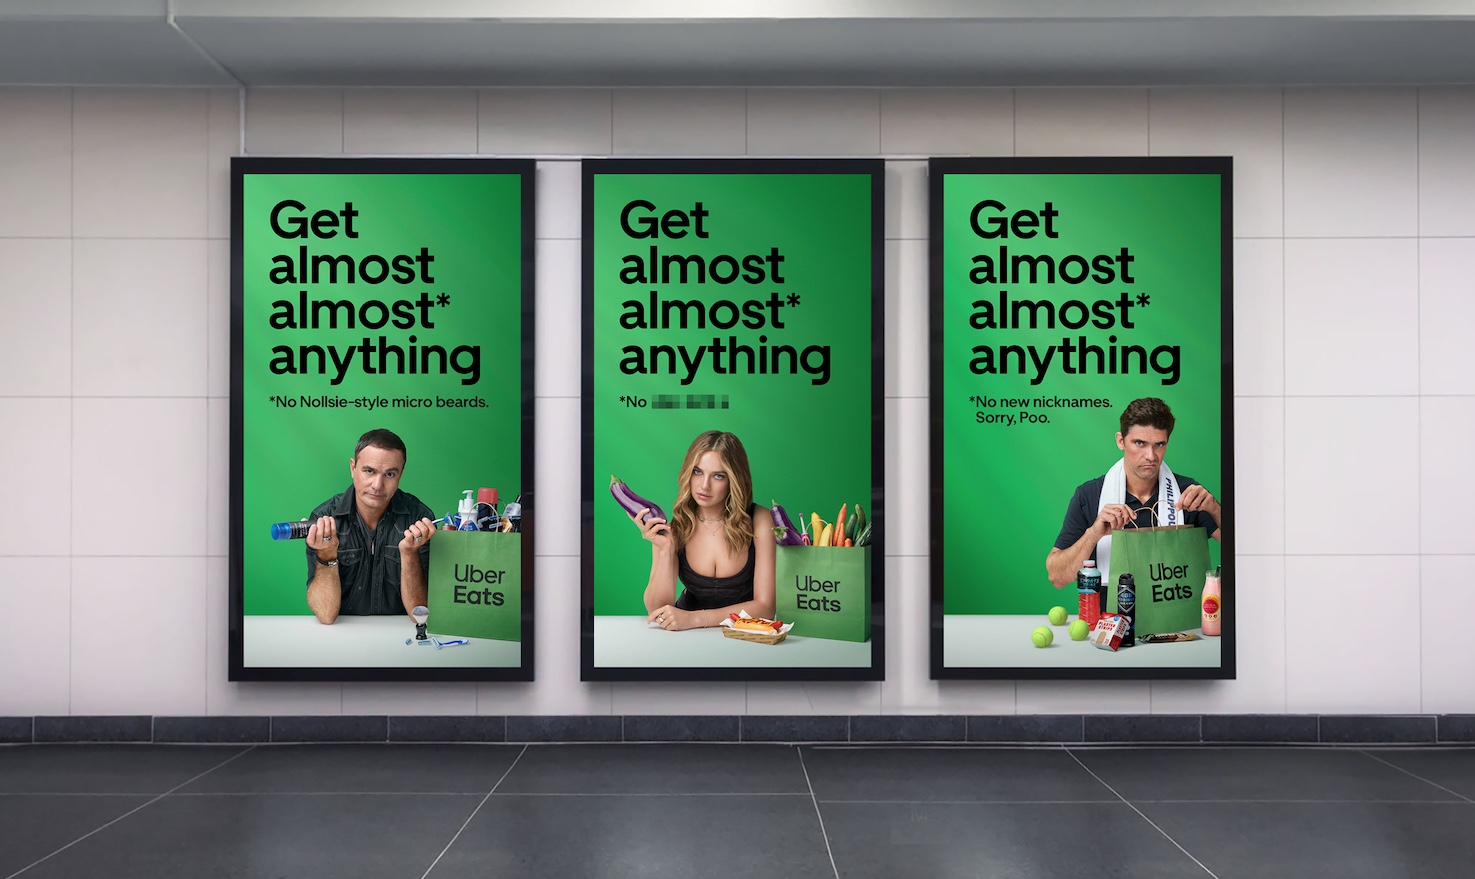 Get
almost
almost*
anything
*No Nollsie-style micro beards.
Uber
Eats
Get
almost
almost*
anything
*No
Uber
Eats
Get
almost
almost*
anything
*No new nicknames.
Sorry, Poo.
PHILIPPOU
Uber
Eats